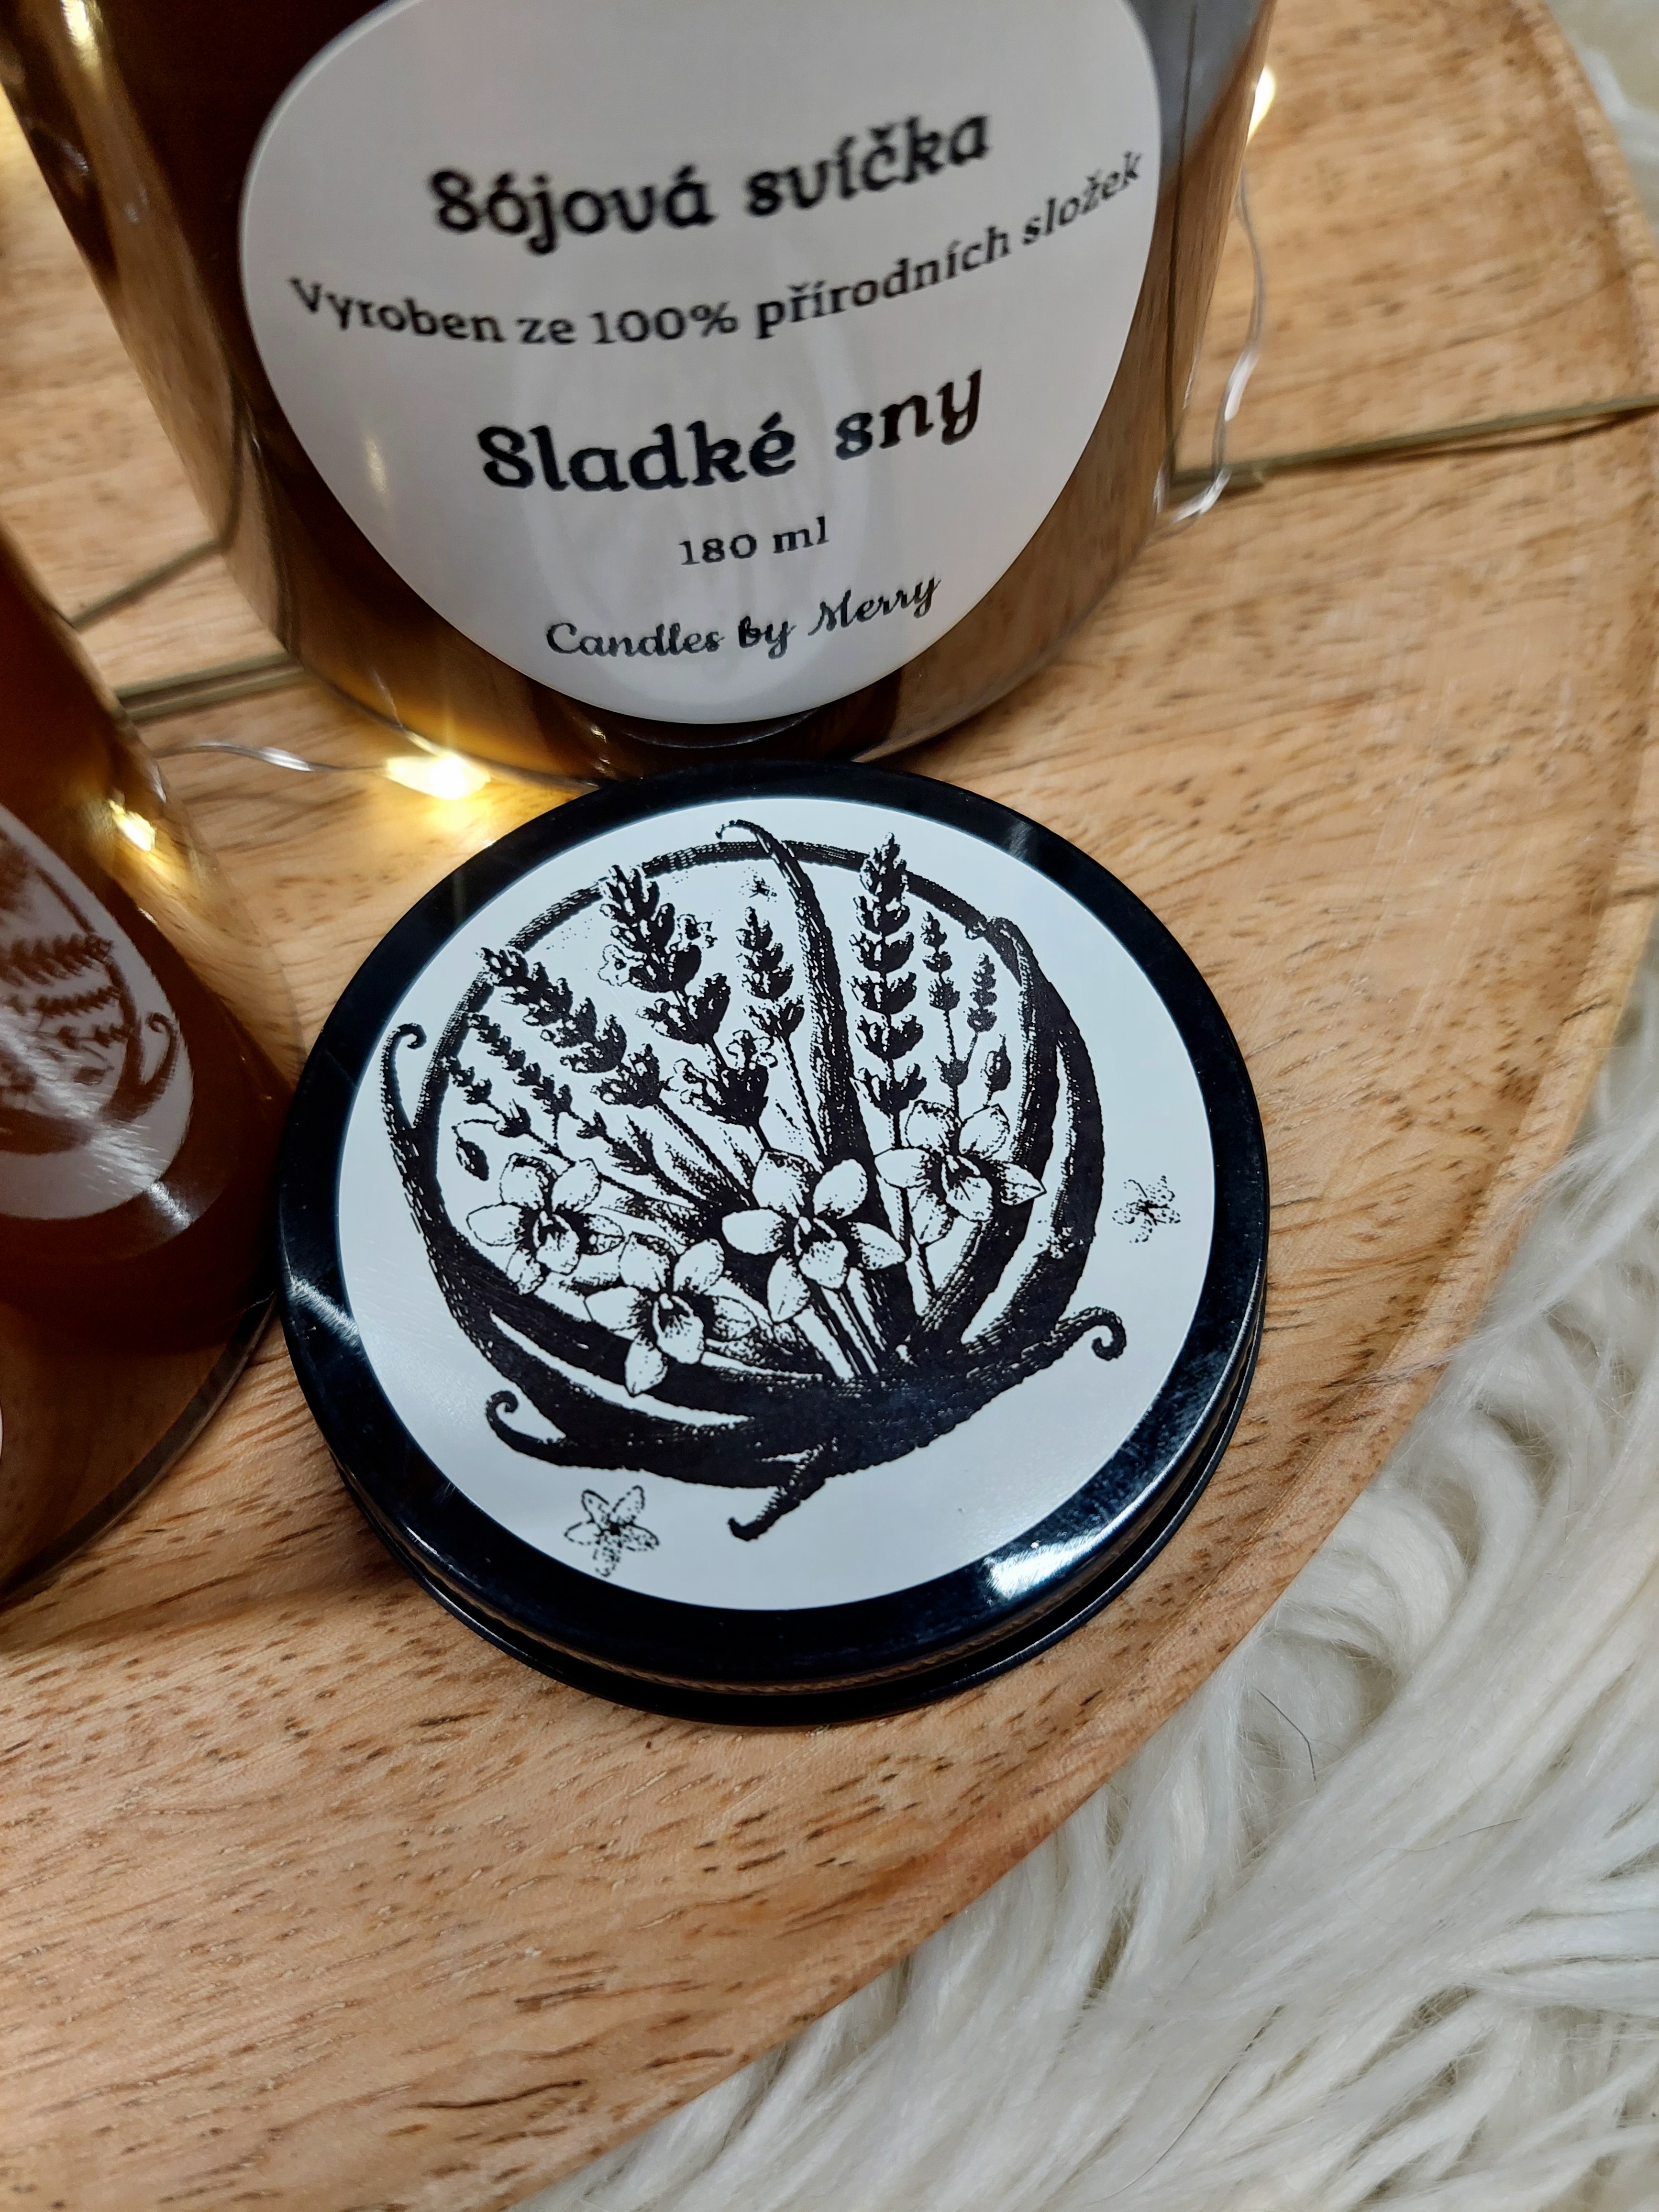 Sójová svíčka
Vyroben ze 100% přírodních složek
Sladké sny
180 ml
Candles by Merry